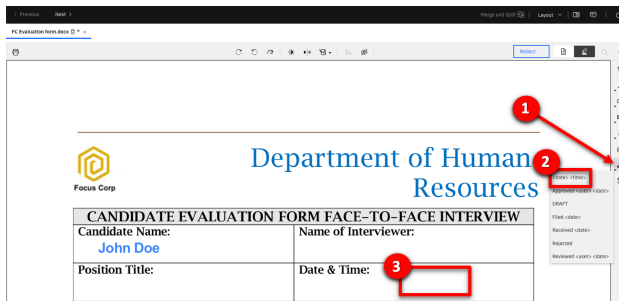 Previous Next
Merge and Split Layout
FC Evaluation form.docx
Redact
1
Department of Human
Resources
Focus Corp
2
<date> <time>
Approved <user> <date>
DRAFT
Filed <date>
Received <date>
Rejected
Reviewed <user> <date>
CANDIDATE EVALUATION FORM FACE-TO-FACE INTERVIEW
Candidate Name: Name of Interviewer:
John Doe
Position Title: Date & Time:
3